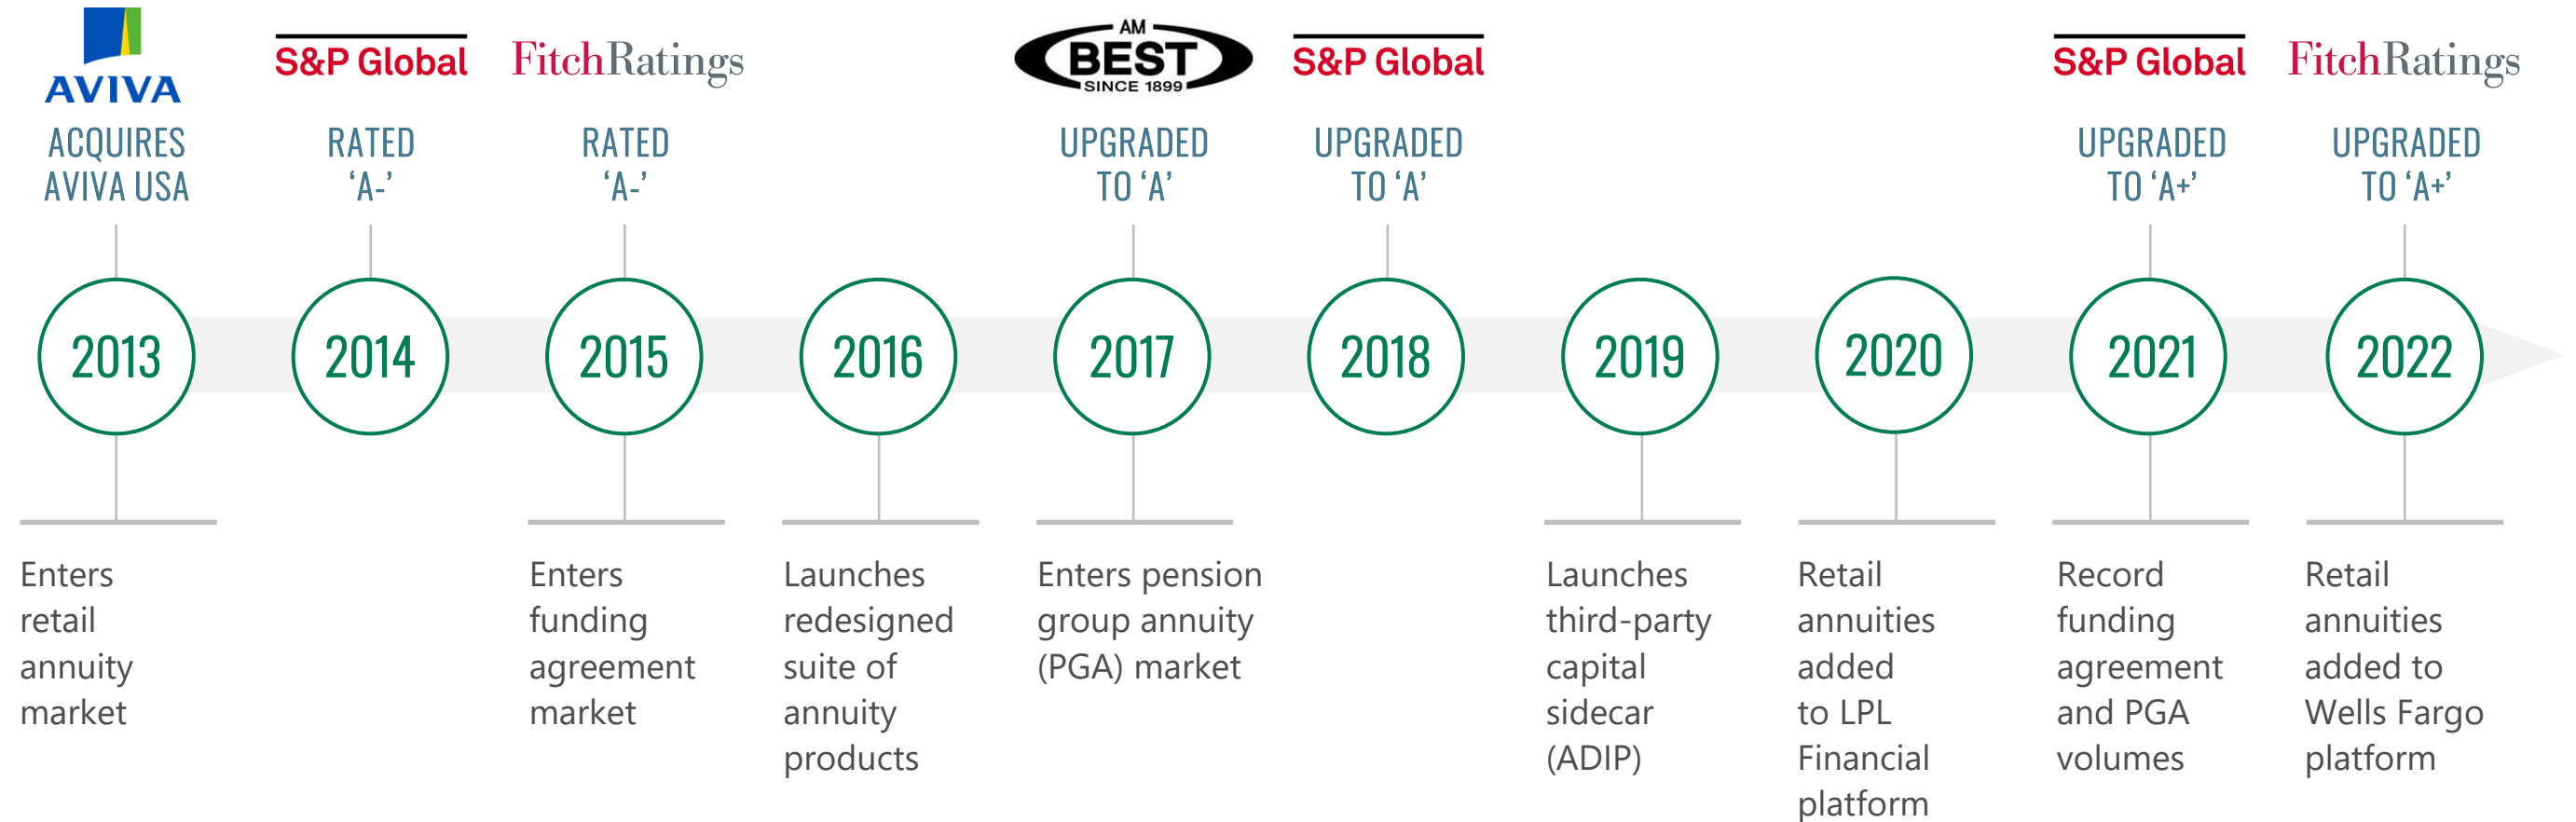 AVIVA
ACQUIRES
AVIVA USA
S&P Global
RATED
‘A-’
FitchRatings
RATED
‘A-’
AM
BEST
SINCE 1899
UPGRADED
TO ‘A’
S&P Global
UPGRADED
TO ‘A’
S&P Global
UPGRADED
TO ‘A+’
FitchRatings
UPGRADED
TO ‘A+’
2013
2014
2015
2016
2017
2018
2019
2020
2021
2022
Enters
retail
annuity
market
Enters
funding
agreement
market
Launches
redesigned
suite of
annuity
products
Enters pension
group annuity
(PGA) market
Launches
third-party
capital
sidecar
(ADIP)
Retail
annuities
added
to LPL
Financial
platform
Record
funding
agreement
and PGA
volumes
Retail
annuities
added to
Wells Fargo
platform